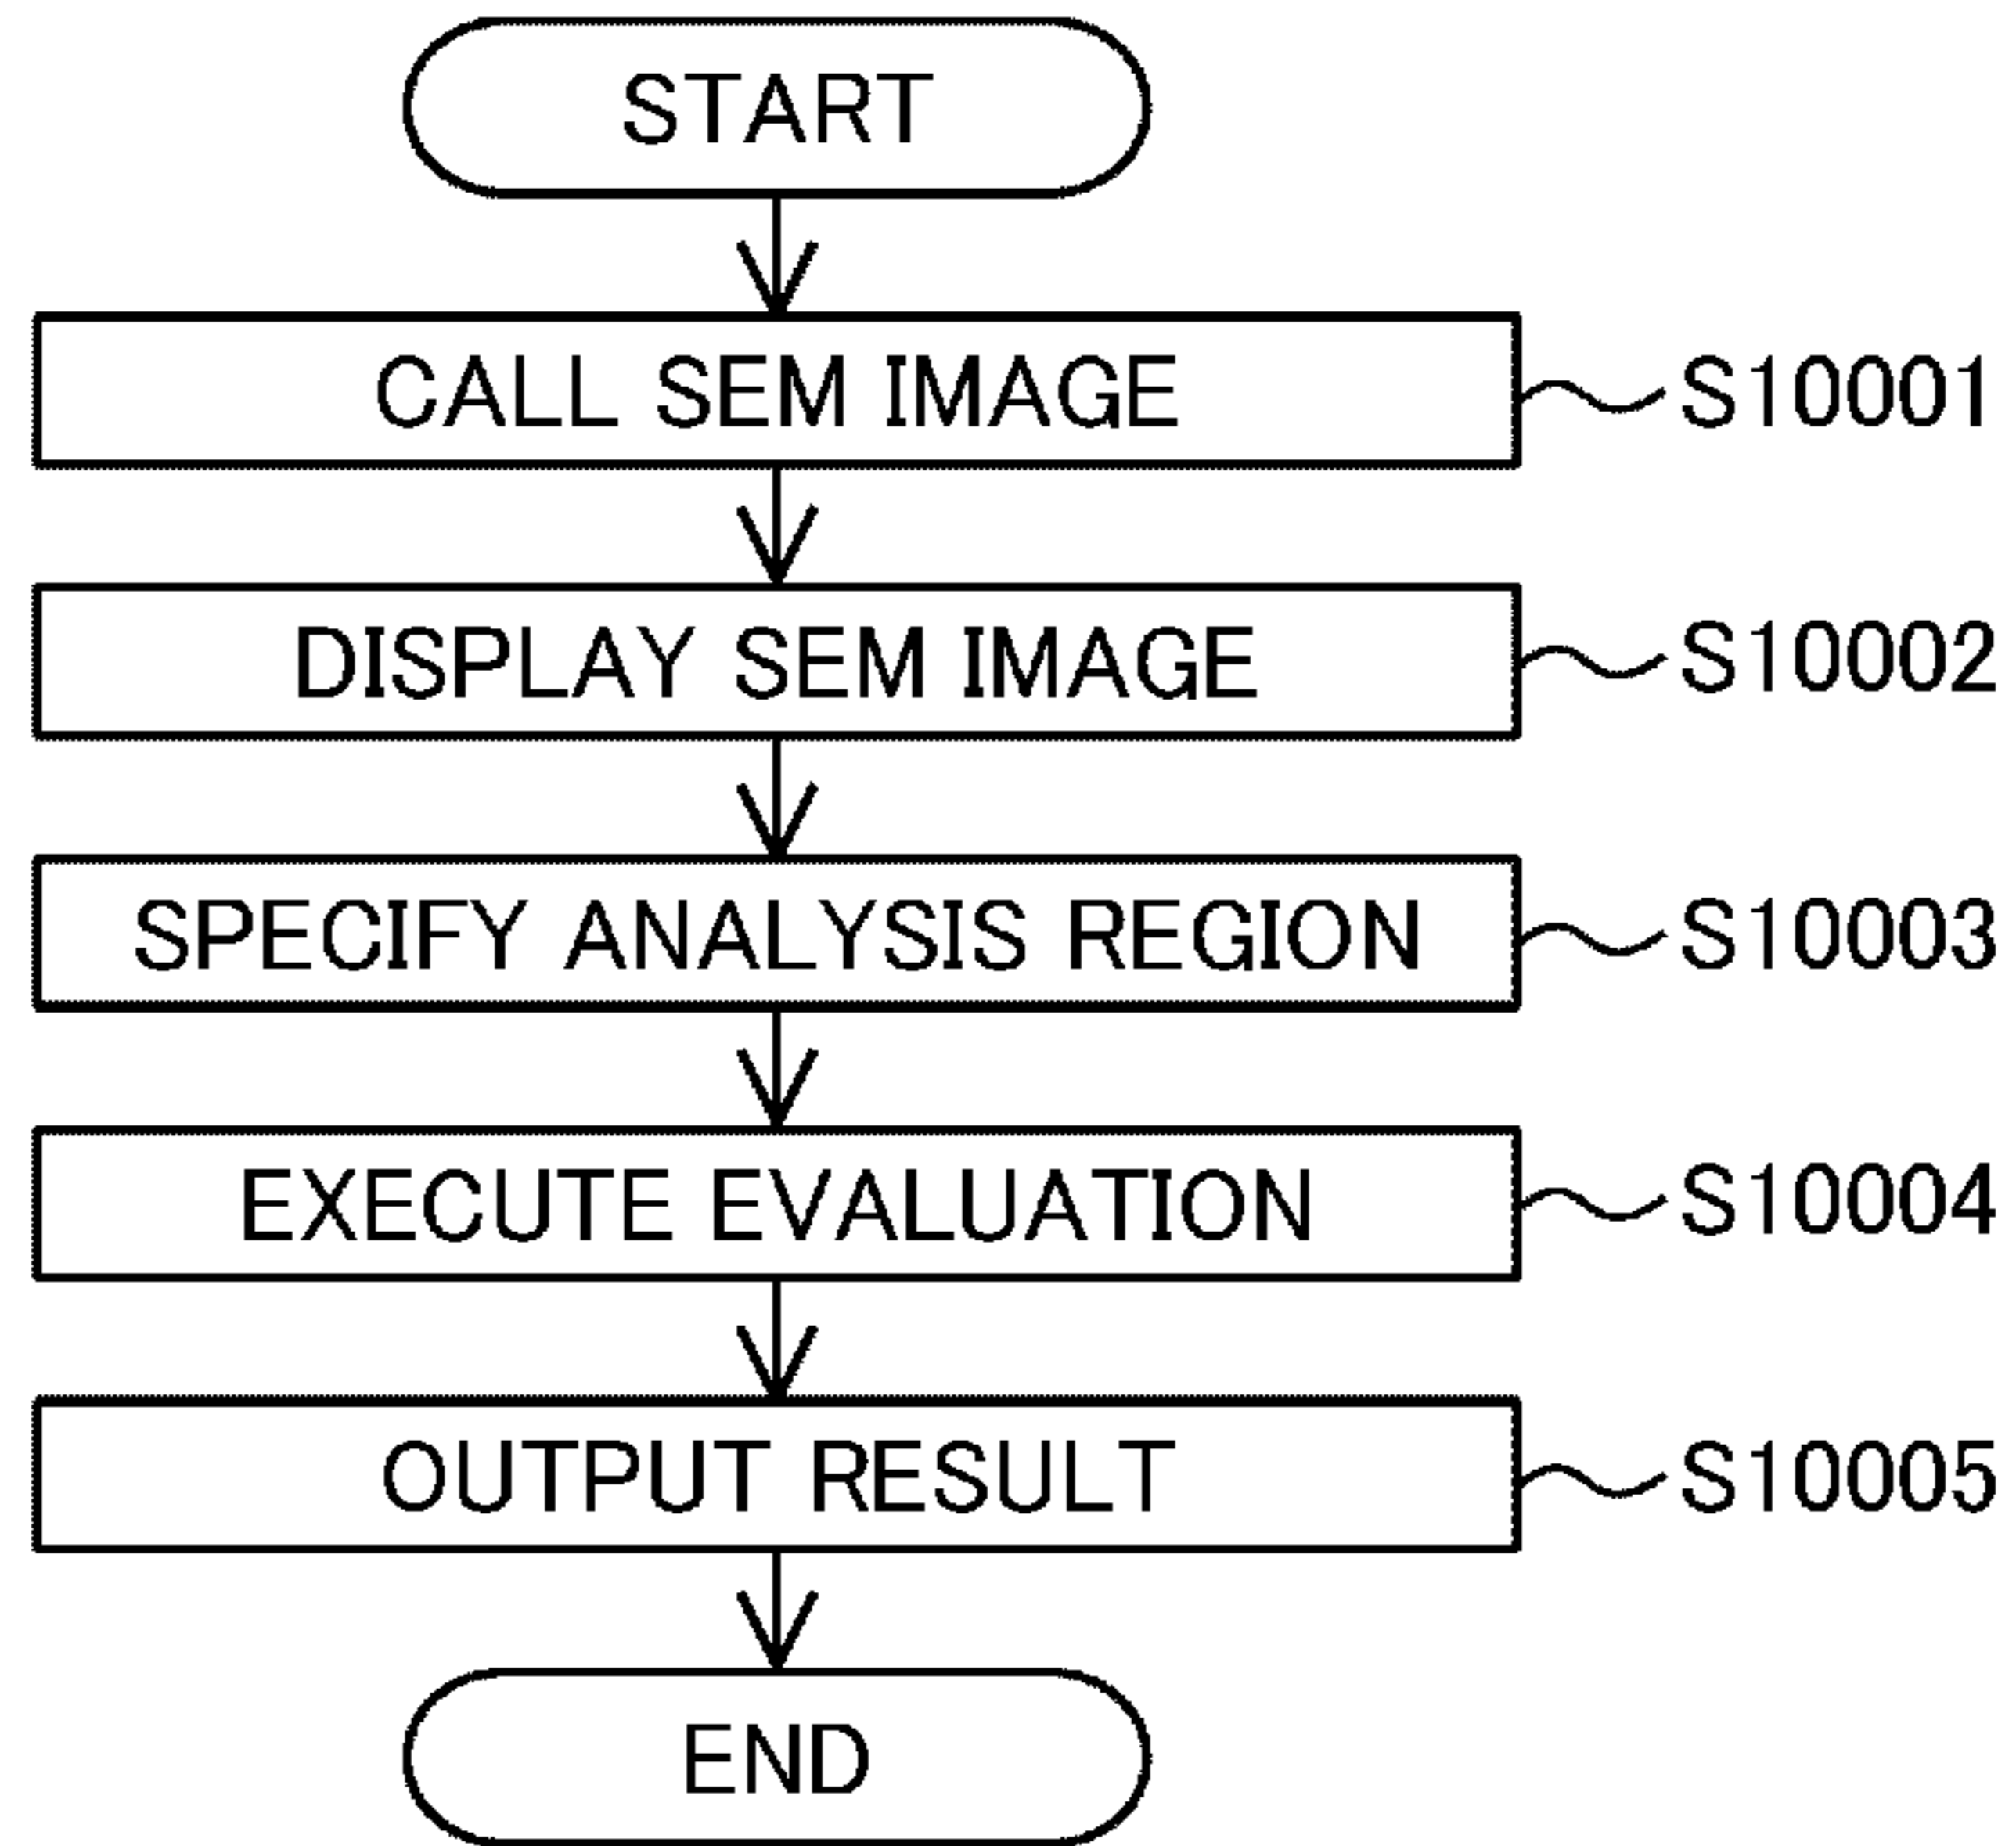 START
CALL SEM IMAGE S10001
DISPLAY SEM IMAGE S10002
SPECIFY ANALYSIS REGION S10003
EXECUTE EVALUATION S10004
OUTPUT RESULT S10005
END